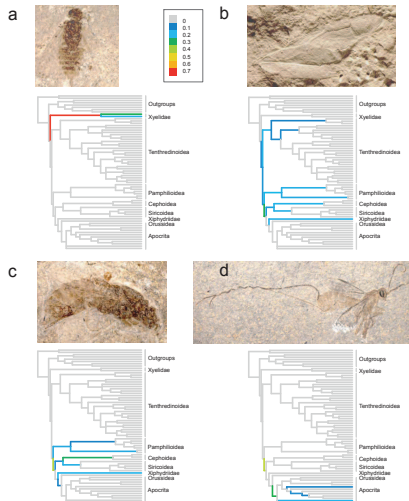 a
b
0
0.1
0.2
0.3
0.4
0.5
0.6
0.7
Outgroups
Xyelidae
Tenthredinoidea
Pamphilioidea
Cephoidea
Siricoidea
Xiphydriidae
Orussidea
Apocrita
Outgroups
Xyelidae
Tenthredinoidea
Pamphilioidea
Cephoidea
Siricoidea
Xiphydriidae
Orussidea
Apocrita
c
d
Outgroups
Xyelidae
Tenthredinoidea
Pamphilioidea
Cephoidea
Siricoidea
Xiphydriidae
Orussidea
Apocrita
Outgroups
Xyelidae
Tenthredinoidea
Pamphilioidea
Cephoidea
Siricoidea
Xiphydriidae
Orussidea
Apocrita